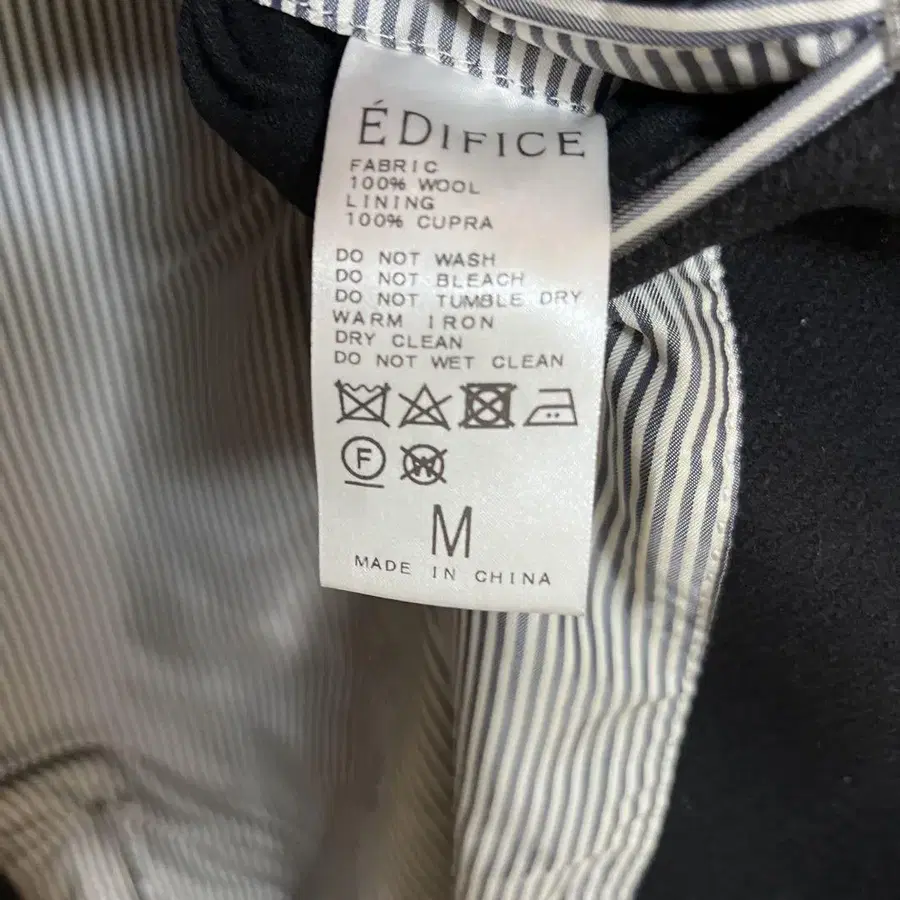 ÉDIFICE
FABRIC
100% WOOL
LINING
100% CUPRA
DO NOT WASH
DO NOT BLEACH
DO NOT TUMBLE DRY
WARM IRON
DRY CLEAN
DO NOT WET CLEAN
F W
M
MADE IN CHINA